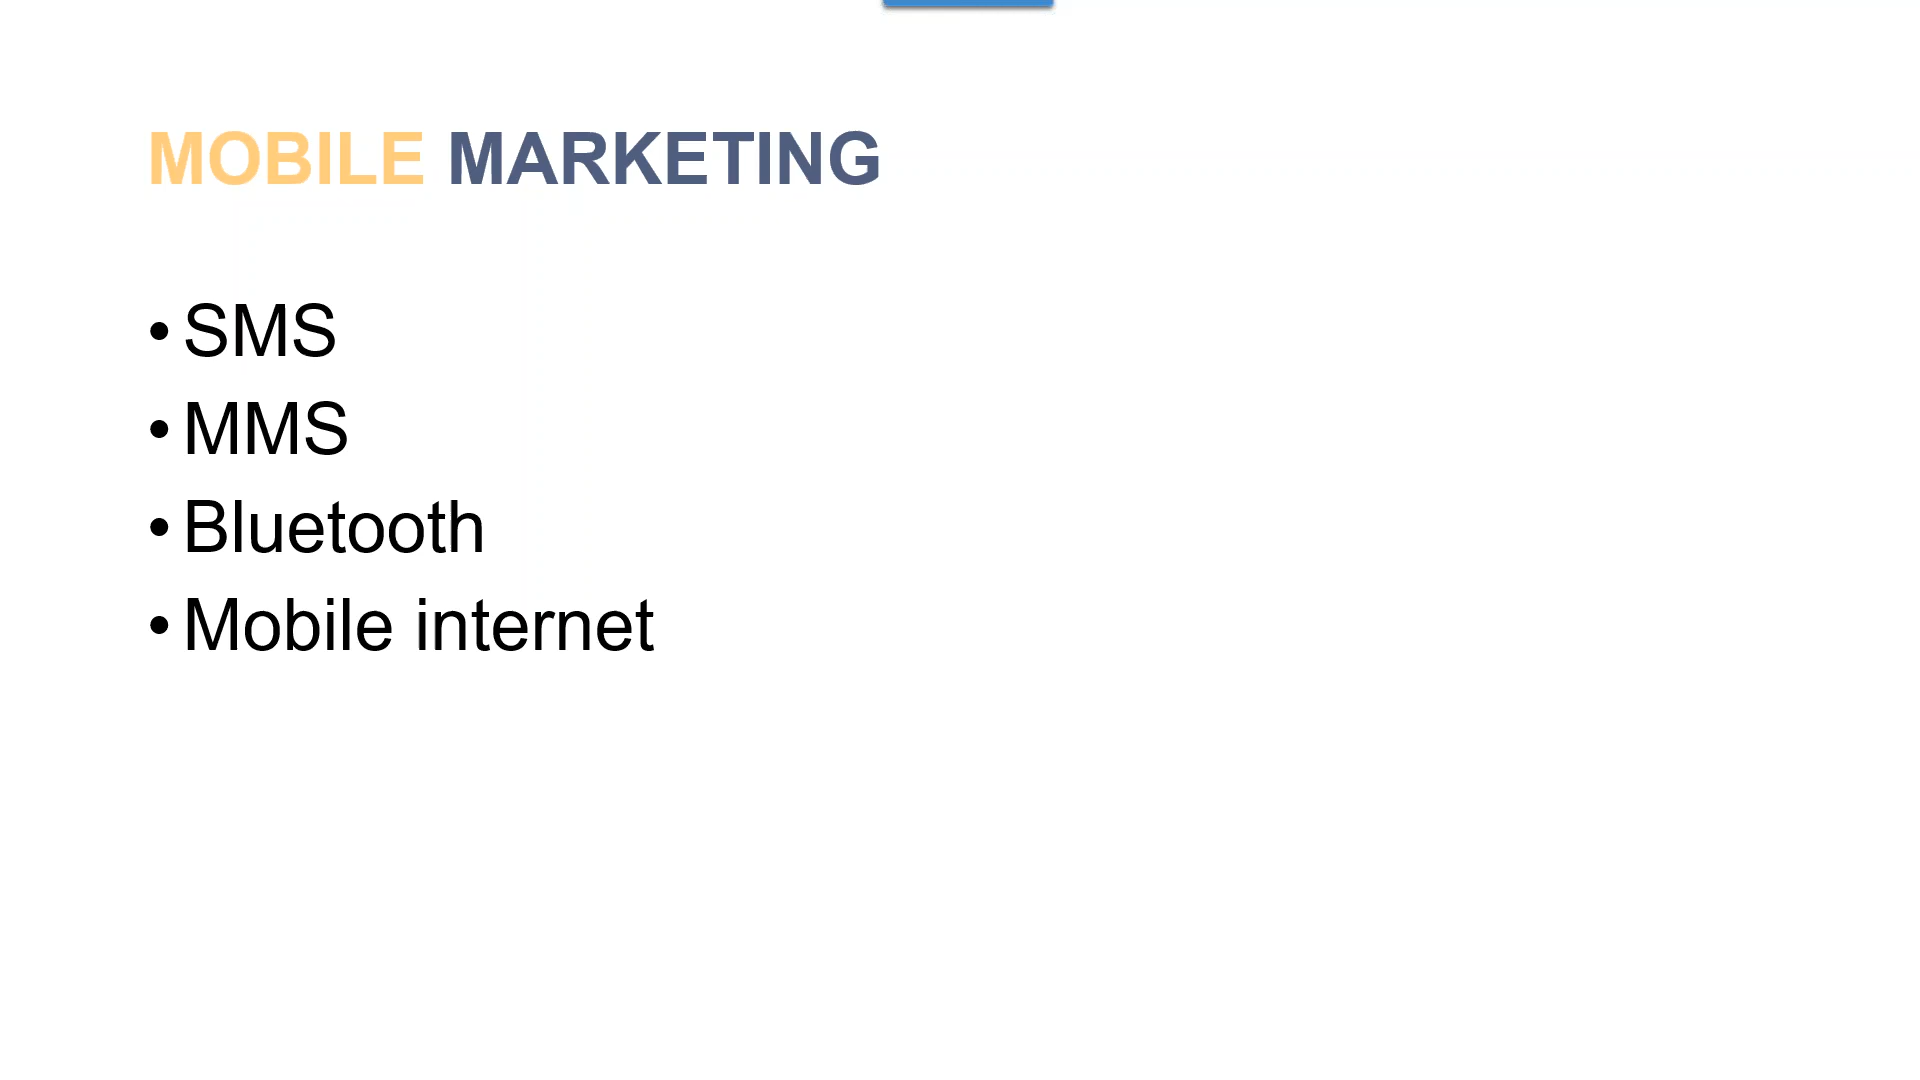 MOBILE MARKETING
• SMS
• MMS
• Bluetooth
• Mobile internet